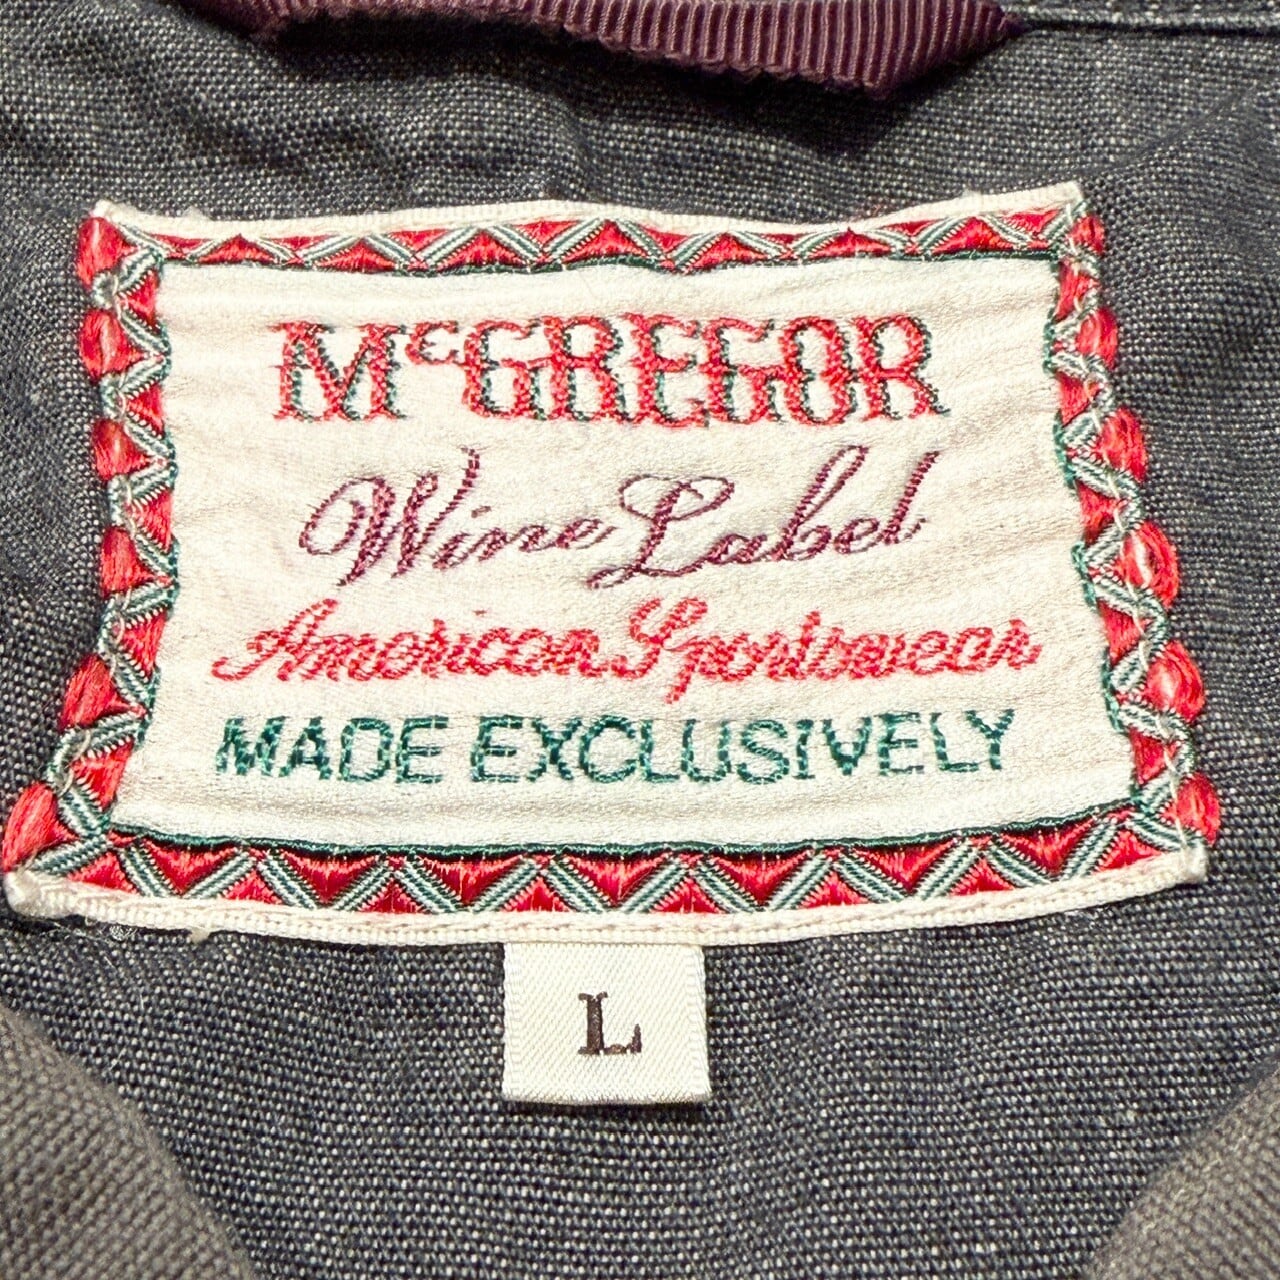 McGREGOR
Wine Label
American Sportswear
MADE EXCLUSIVELY
L